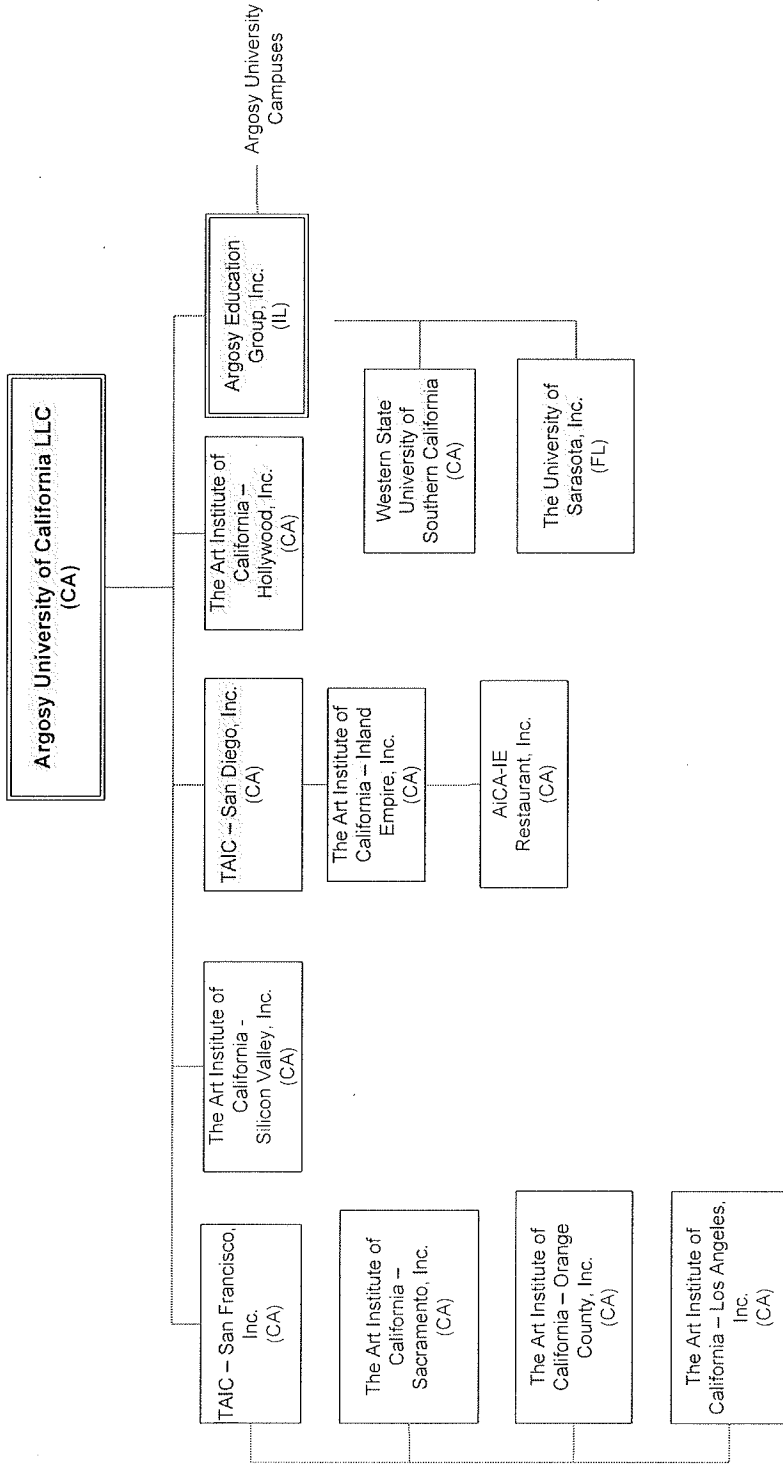 Argosy University of California LLC
(CA)
TAIC – San Francisco,
Inc.
(CA)
The Art Institute of
California –
Sacramento, Inc.
(CA)
The Art Institute of
California – Orange
County, Inc.
(CA)
The Art Institute of
California – Los Angeles,
Inc.
(CA)
The Art Institute of
California -
Silicon Valley, Inc.
(CA)
TAIC – San Diego, Inc.
(CA)
The Art Institute of
California – Inland
Empire, Inc.
(CA)
AiCA-IE
Restaurant, Inc.
(CA)
The Art Institute of
California –
Hollywood, Inc.
(CA)
Argosy Education
Group, Inc.
(IL)
Western State
University of
Southern California
(CA)
The University of
Sarasota, Inc.
(FL)
Argosy University
Campuses